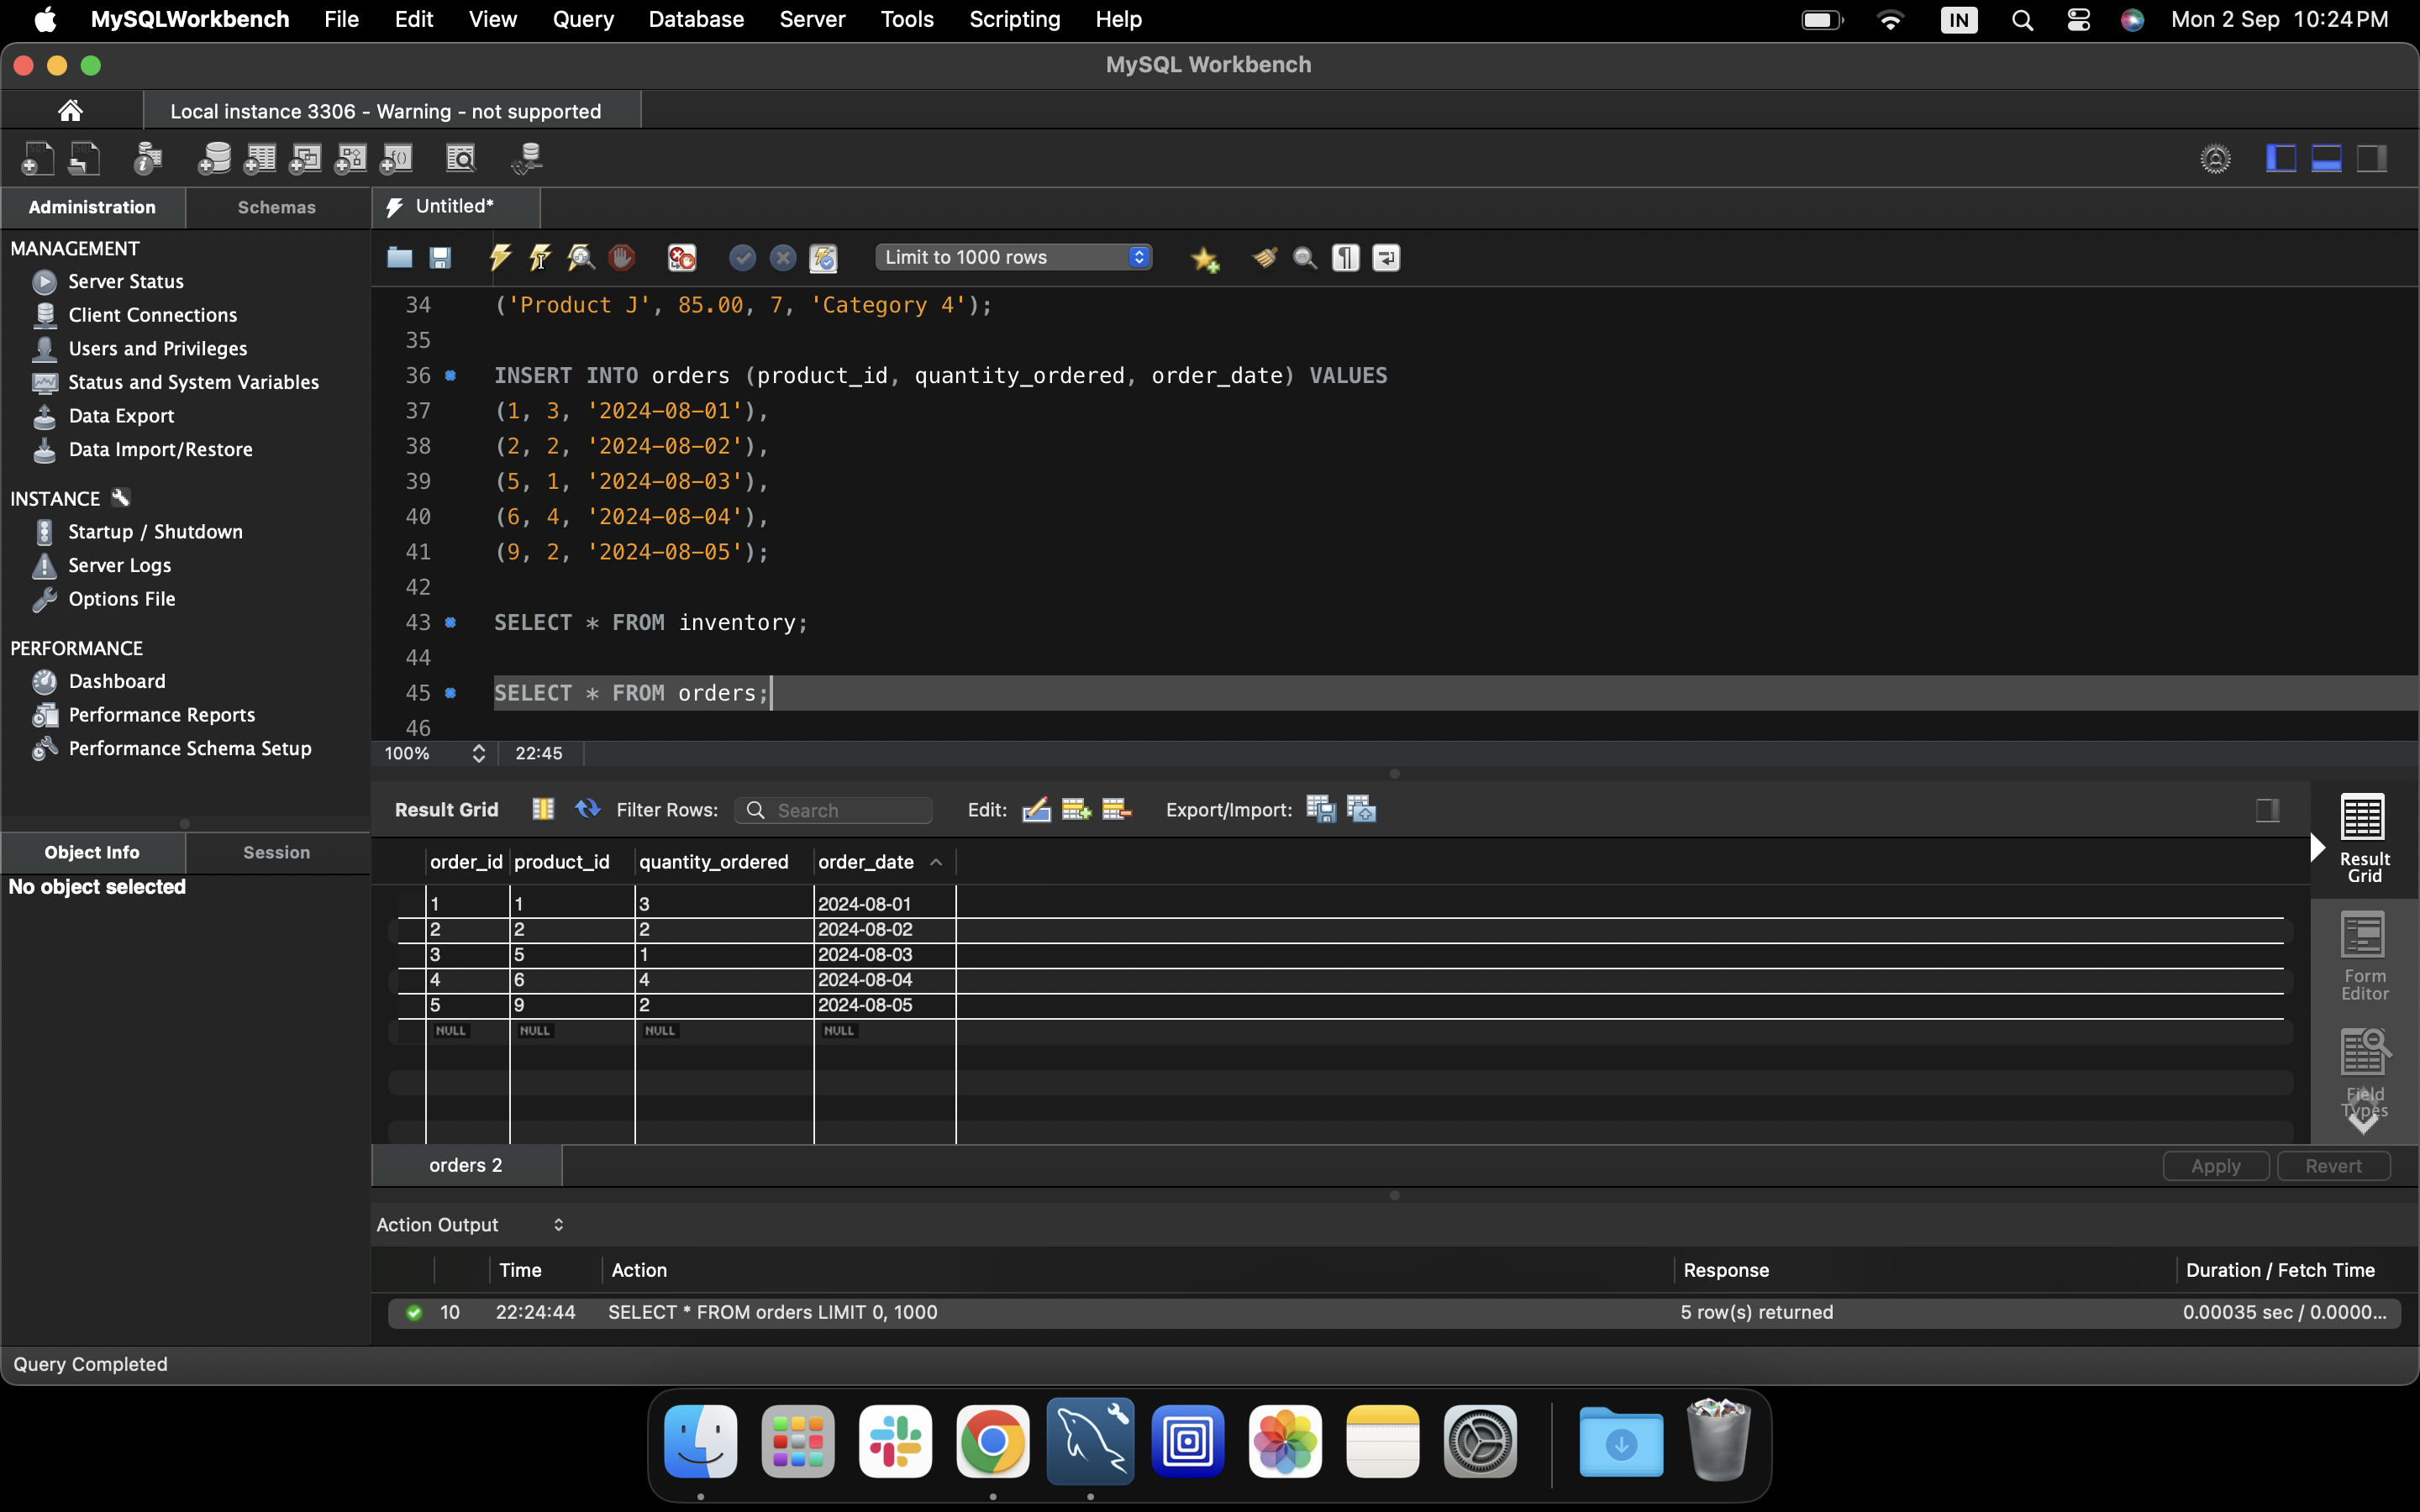 MySQLWorkbench File Edit View Query Database Server Tools Scripting Help IN Mon 2 Sep 10:24 PM
MySQL Workbench
Local instance 3306 - Warning - not supported
Administration Schemas Untitled*
MANAGEMENT
Server Status
Client Connections
Users and Privileges
Status and System Variables
Data Export
Data Import/Restore
INSTANCE
Startup / Shutdown
Server Logs
Options File
PERFORMANCE
Dashboard
Performance Reports
Performance Schema Setup
Object Info Session
No object selected
Limit to 1000 rows
34 ('Product J', 85.00, 7, 'Category 4');
35
36 INSERT INTO orders (product_id, quantity_ordered, order_date) VALUES
37 (1, 3, '2024-08-01'),
38 (2, 2, '2024-08-02'),
39 (5, 1, '2024-08-03'),
40 (6, 4, '2024-08-04'),
41 (9, 2, '2024-08-05');
42
43 SELECT * FROM inventory;
44
45 SELECT * FROM orders;
46
100% 22:45
Result Grid Filter Rows: Search Edit: Export/Import:
order_id product_id quantity_ordered order_date
1 1 3 2024-08-01
2 2 2 2024-08-02
3 5 1 2024-08-03
4 6 4 2024-08-04
5 9 2 2024-08-05
NULL NULL NULL NULL
Result
Grid
Form
Editor
Field
Types
orders 2 Apply Revert
Action Output
Time Action Response Duration / Fetch Time
10 22:24:44 SELECT * FROM orders LIMIT 0, 1000 5 row(s) returned 0.00035 sec / 0.0000...
Query Completed